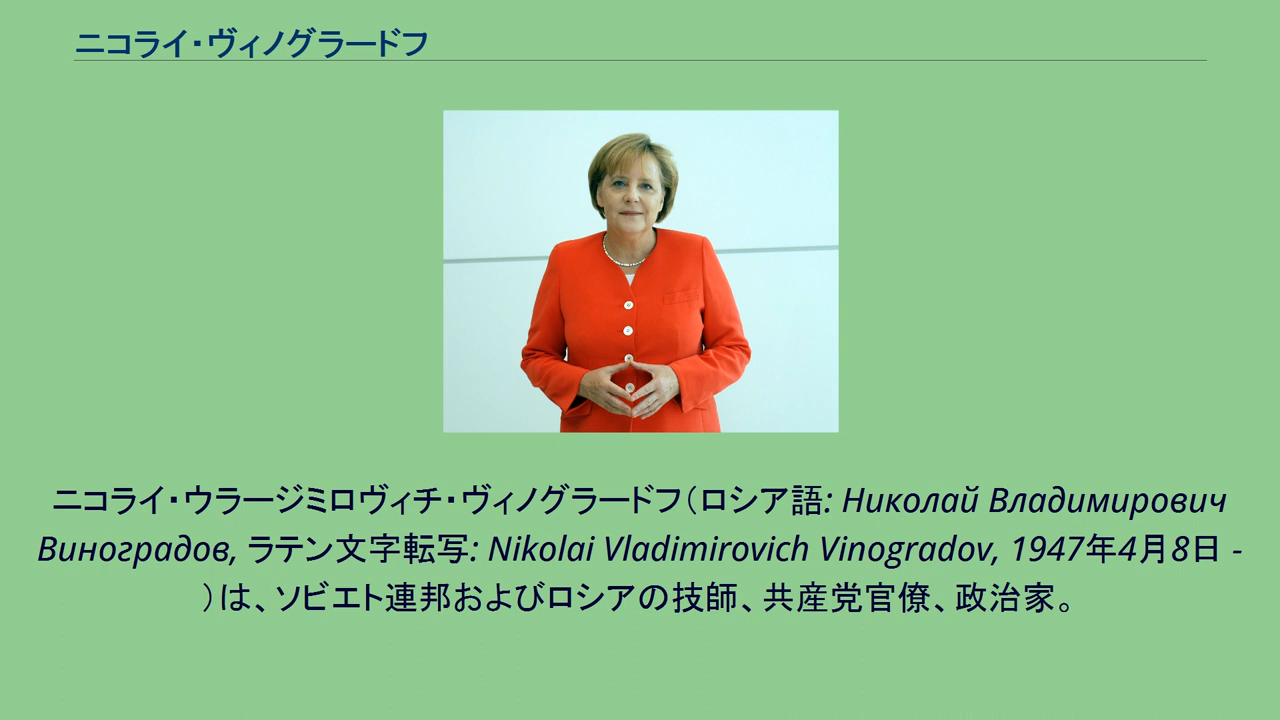 ニコライ・ヴィノグラードフ
ニコライ・ウラージミロヴィチ・ヴィノグラードフ（ロシア語: Николай Владимирович
Виноградов, ラテン文字転写: Nikolai Vladimirovich Vinogradov, 1947年4月8日 -
）は、ソビエト連邦およびロシアの技師、共産党官僚、政治家。